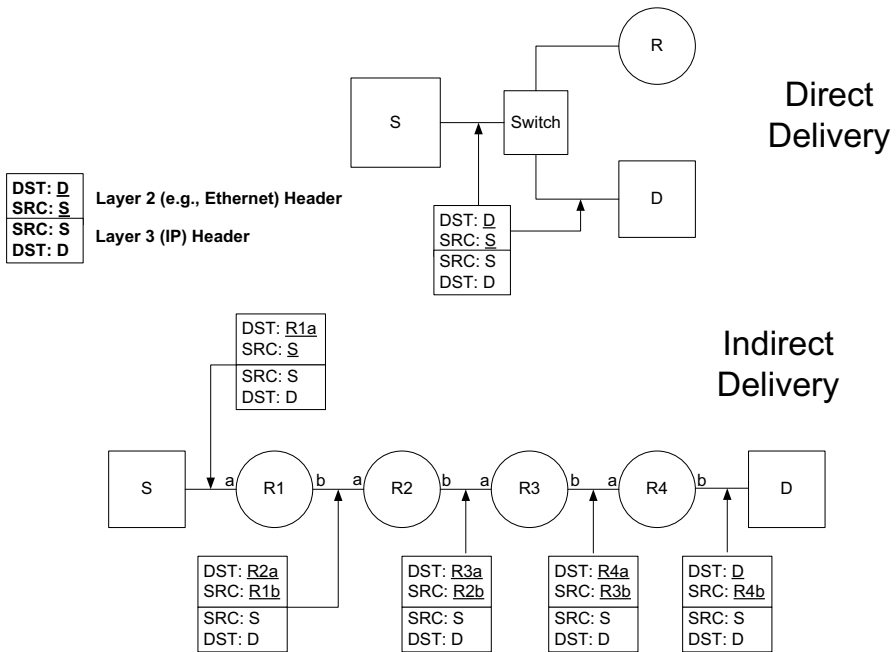 R
S
Switch
Direct
Delivery
D
DST: D
SRC: S
SRC: S
DST: D
Layer 2 (e.g., Ethernet) Header
Layer 3 (IP) Header
DST: D
SRC: S
SRC: S
DST: D
DST: R1a
SRC: S
SRC: S
DST: D
Indirect
Delivery
S
a
R1
b
a
R2
b
a
R3
b
a
R4
b
D
DST: R2a
SRC: R1b
SRC: S
DST: D
DST: R3a
SRC: R2b
SRC: S
DST: D
DST: R4a
SRC: R3b
SRC: S
DST: D
DST: D
SRC: R4b
SRC: S
DST: D